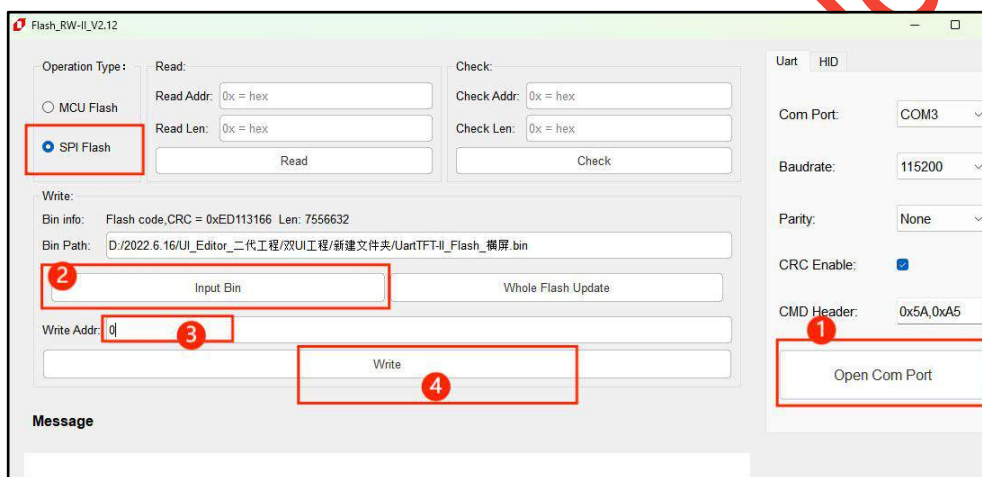 Flash_RW-II_V2.12
Operation Type:
MCU Flash
SPI Flash
Read:
Read Addr: 0x = hex
Read Len: 0x = hex
Read
Check:
Check Addr: 0x = hex
Check Len: 0x = hex
Check
Write:
Bin info: Flash code,CRC = 0xED113166 Len: 7556632
Bin Path: D:/2022.6.16/UI_Editor_二代工程/双UI工程/新建文件夹/UartTFT-II_Flash_横屏.bin
2
Input Bin
Whole Flash Update
Write Addr: 0
3
Write
4
Message
Uart HID
Com Port: COM3
Baudrate: 115200
Parity: None
CRC Enable:
CMD Header: 0x5A,0xA5
1
Open Com Port